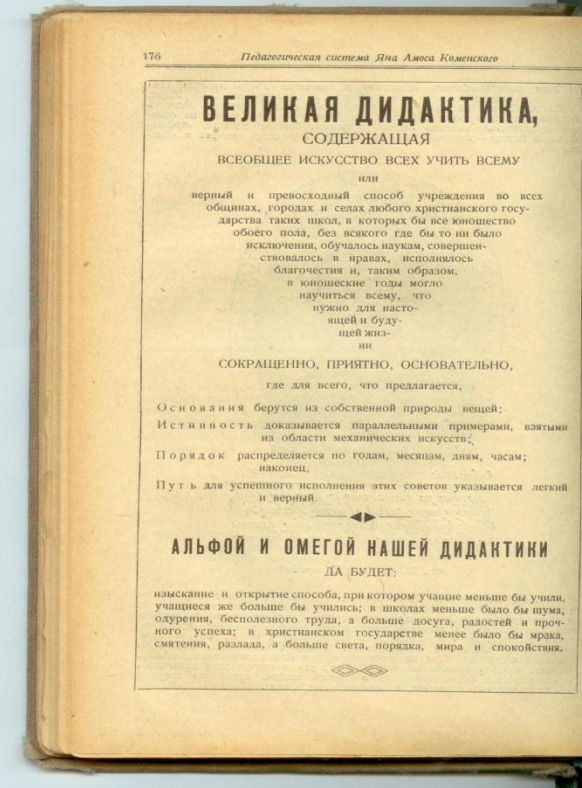 176 Педагогическая система Яна Амоса Коменского
ВЕЛИКАЯ ДИДАКТИКА,
СОДЕРЖАЩАЯ
ВСЕОБЩЕЕ ИСКУССТВО ВСЕХ УЧИТЬ ВСЕМУ
или
верный и превосходный способ учреждения во всех
общинах, городах и селах любого христианского госу-
дарства таких школ, в которых бы все юношество
обоего пола, без всякого где бы то ни было
исключения, обучалось наукам, совершен-
ствовалось в нравах, исполнялось
благочестия и, таким образом,
в юношеские годы могло
научиться всему, что
нужно для насто-
ящей и буду-
щей жиз-
ни
СОКРАЩЕННО, ПРИЯТНО, ОСНОВАТЕЛЬНО,
где для всего, что предлагается,
Основания берутся из собственной природы вещей;
Истинность доказывается параллельными примерами, взятыми
из области механических искусств;
Порядок распределяется по годам, месяцам, дням, часам;
наконец,
Путь для успешного исполнения этих советов указывается легкий
и верный.
АЛЬФОЙ И ОМЕГОЙ НАШЕЙ ДИДАКТИКИ
ДА БУДЕТ:
изыскание и открытие способа, при котором учащие меньше бы учили,
учащиеся же больше бы учились; в школах меньше было бы шума,
одурения, бесполезного труда, а больше досуга, радостей и проч-
ного успеха; в христианском государстве менее было бы мрака,
смятения, разлада, а больше света, порядка, мира и спокойствия.